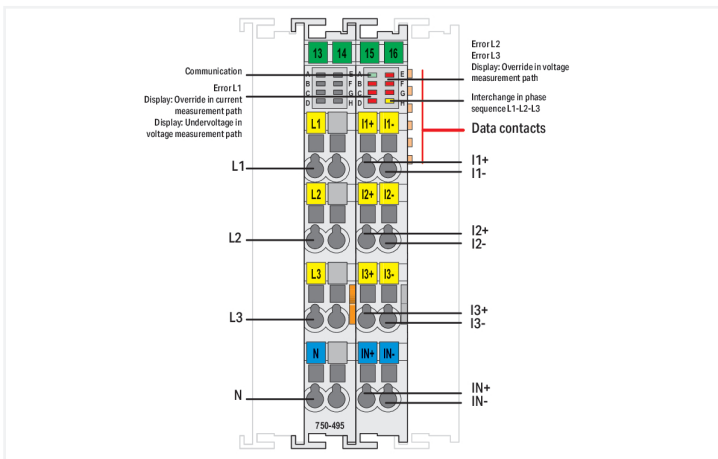 13 14 15 16
Communication
Error L1
Display: Override in current
measurement path
Display: Undervoltage in
voltage measurement path
Error L2
Error L3
Display: Override in voltage
measurement path
Interchange in phase
sequence L1-L2-L3
Data contacts
A E A E
B F B F
C G C G
D H D H
L1 I1+ I1-
L1
I1+
I1-
L2 I2+ I2-
L2
I2+
I2-
L3 I3+ I3-
L3
I3+
I3-
N IN+ IN-
N
IN+
IN-
750-495